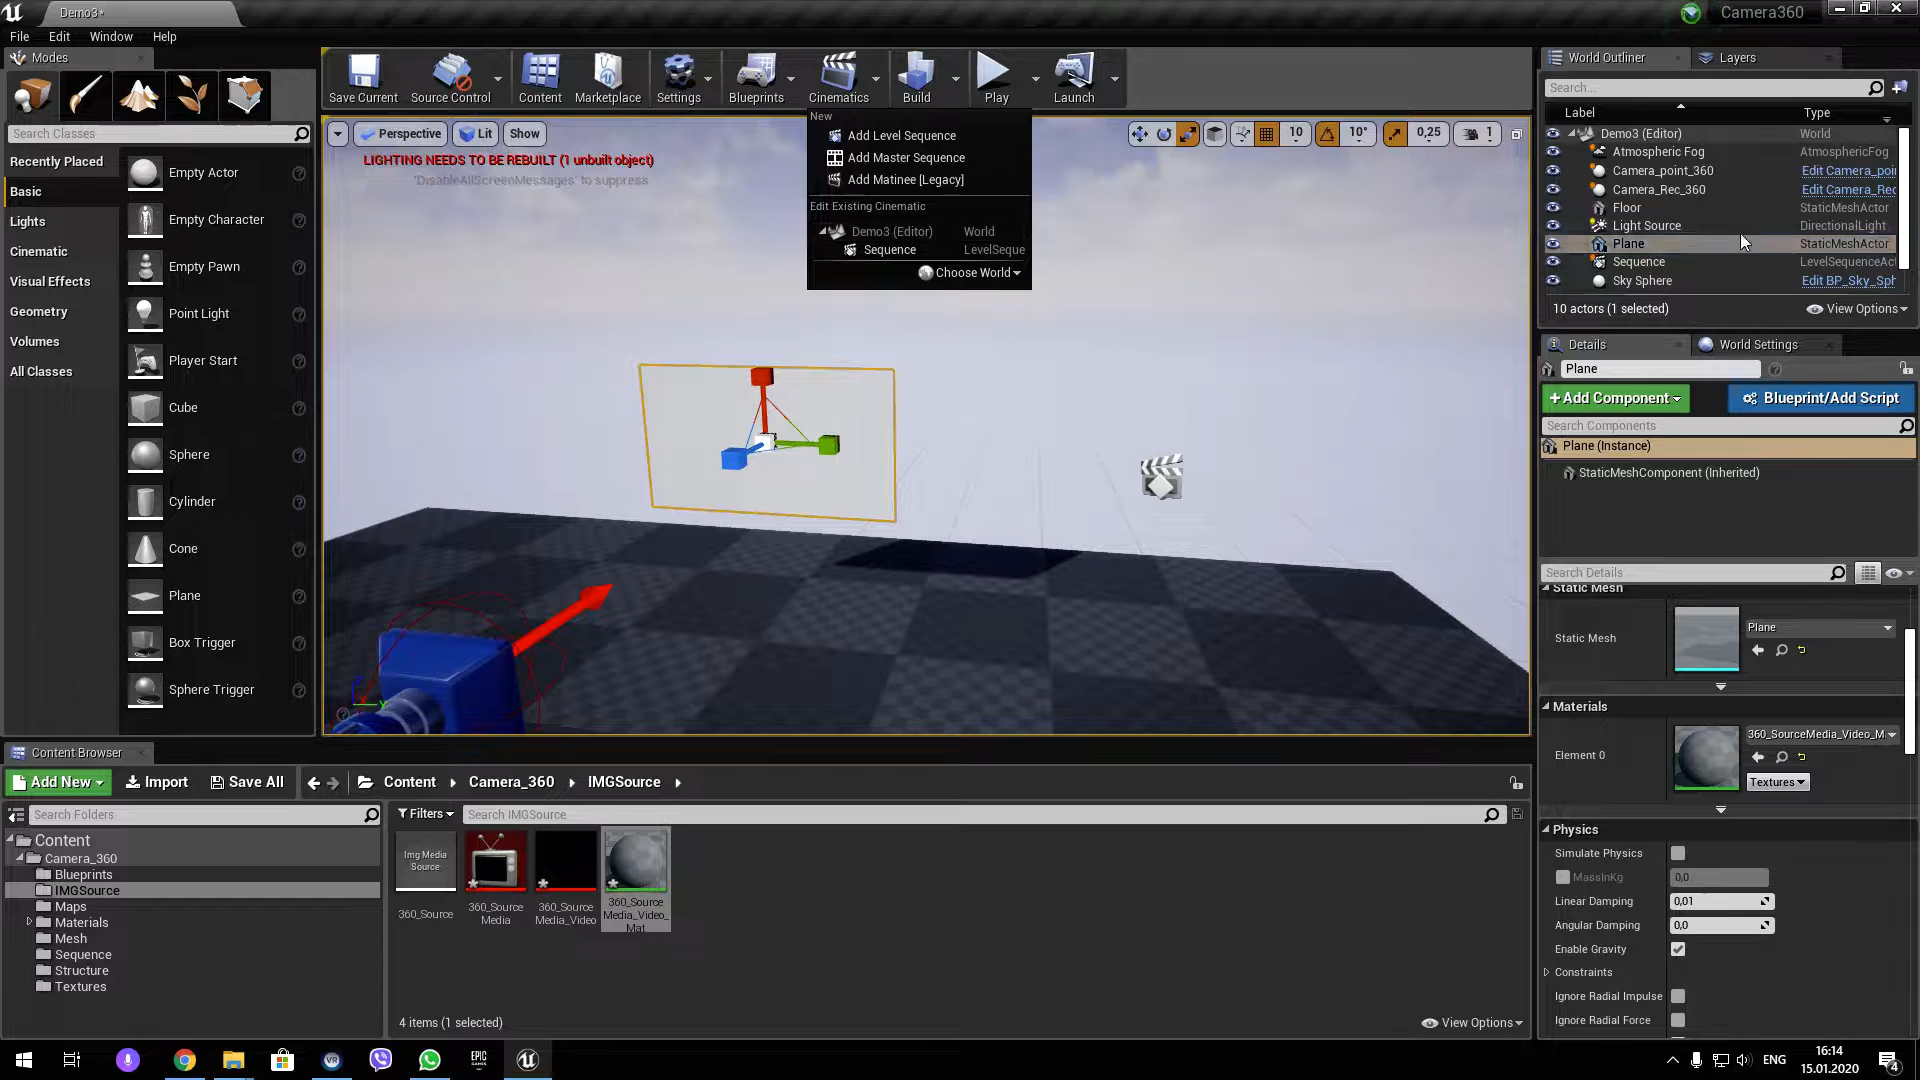 Demo3*
Camera360
File Edit Window Help
Modes
Search Classes
Recently Placed
Basic
Lights
Cinematic
Visual Effects
Geometry
Volumes
All Classes
Empty Actor
Empty Character
Empty Pawn
Point Light
Player Start
Cube
Sphere
Cylinder
Cone
Plane
Box Trigger
Sphere Trigger
Save Current
Source Control
Content
Marketplace
Settings
Blueprints
Cinematics
Build
Play
Launch
Perspective Lit Show
10 10° 0,25 1
LIGHTING NEEDS TO BE REBUILT (1 unbuilt object)
'DisableAllScreenMessages' to suppress
New
Add Level Sequence
Add Master Sequence
Add Matinee [Legacy]
Edit Existing Cinematic
Demo3 (Editor) World
Sequence LevelSeque
Choose World
World Outliner Layers
Search...
Label Type
Demo3 (Editor) World
Atmospheric Fog AtmosphericFog
Camera_point_360 Edit Camera_poi
Camera_Rec_360 Edit Camera_Rec
Floor StaticMeshActor
Light Source DirectionalLight
Plane StaticMeshActor
Sequence LevelSequenceAct
Sky Sphere Edit BP_Sky_Sph
10 actors (1 selected) View Options
Details World Settings
Plane
+Add Component Blueprint/Add Script
Search Components
Plane (Instance)
StaticMeshComponent (Inherited)
Search Details
Static Mesh
Static Mesh Plane
Materials
Element 0 360_SourceMedia_Video_M
Textures
Physics
Simulate Physics
MassInKg 0,0
Linear Damping 0,01
Angular Damping 0,0
Enable Gravity
Constraints
Ignore Radial Impulse
Ignore Radial Force
Content Browser
Add New Import Save All Content Camera_360 IMGSource
Search Folders
Content
Camera_360
Blueprints
IMGSource
Maps
Materials
Mesh
Sequence
Structure
Textures
Filters Search IMGSource
Img Media
Source
360_Source
360_Source
Media
360_Source
Media_Video
360_Source
Media_Video_
Mat
4 items (1 selected) View Options
VR
EPIC
GAMES
ENG
16:14
15.01.2020
4